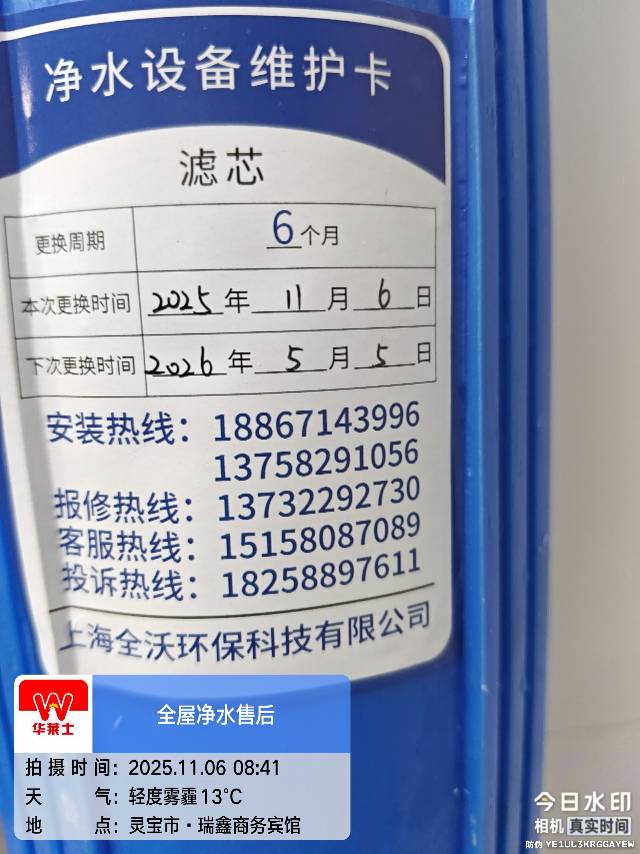 净水设备维护卡
滤芯
更换周期 6个月
本次更换时间 2025年 11月 6日
下次更换时间 2026年 5月 5日
安装热线：18867143996
13758291056
报修热线：13732292730
客服热线：15158087089
投诉热线：18258897611
上海全沃环保科技有限公司
华莱士
全屋净水售后
拍摄时间：2025.11.06 08:41
天气：轻度雾霾13℃
地点：灵宝市·瑞鑫商务宾馆
今日水印
相机 真实时间
防伪 YE1UL3KRGGAYEW